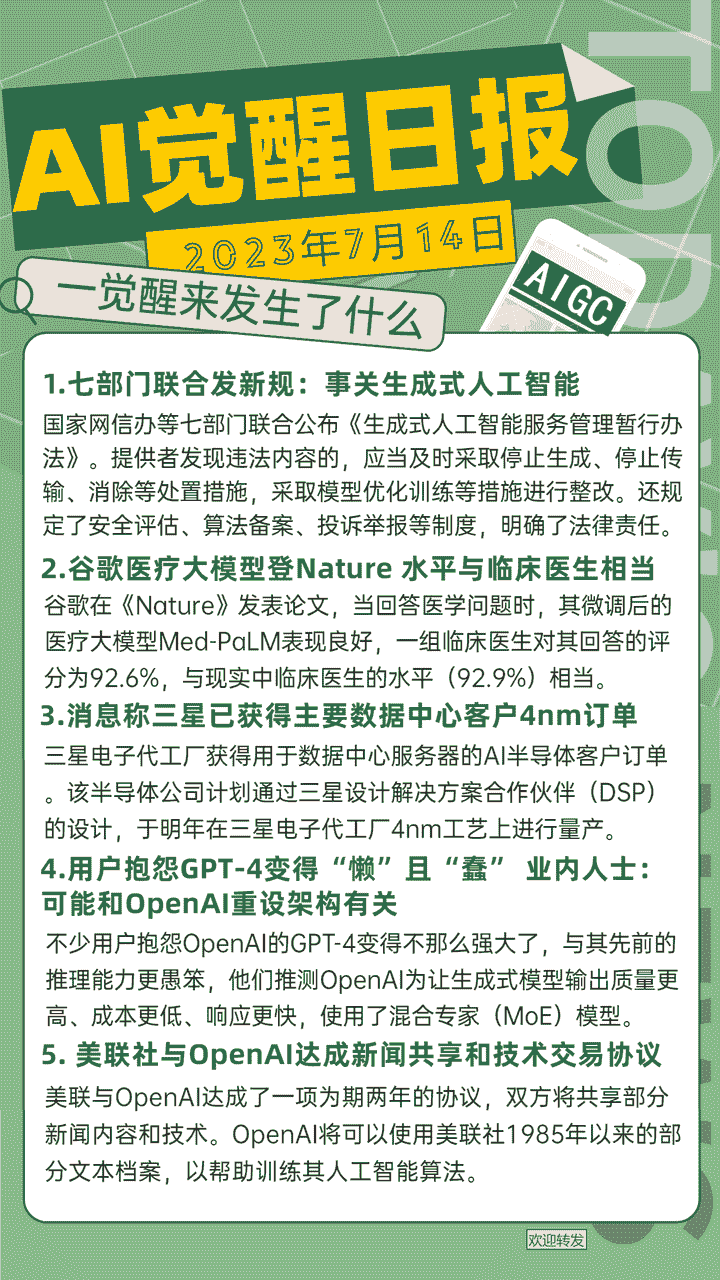 AI觉醒日报
2023年7月14日
一觉醒来发生了什么
AIGC
1.七部门联合发新规：事关生成式人工智能
国家网信办等七部门联合公布《生成式人工智能服务管理暂行办
法》。提供者发现违法内容的，应当及时采取停止生成、停止传
输、消除等处置措施，采取模型优化训练等措施进行整改。还规
定了安全评估、算法备案、投诉举报等制度，明确了法律责任。
2.谷歌医疗大模型登Nature 水平与临床医生相当
谷歌在《Nature》发表论文，当回答医学问题时，其微调后的
医疗大模型Med-PaLM表现良好，一组临床医生对其回答的评
分为92.6%，与现实中临床医生的水平（92.9%）相当。
3.消息称三星已获得主要数据中心客户4nm订单
三星电子代工厂获得用于数据中心服务器的AI半导体客户订单
。该半导体公司计划通过三星设计解决方案合作伙伴（DSP）
的设计，于明年在三星电子代工厂4nm工艺上进行量产。
4.用户抱怨GPT-4变得“懒”且“蠢” 业内人士：
可能和OpenAI重设架构有关
不少用户抱怨OpenAI的GPT-4变得不那么强大了，与其先前的
推理能力更愚笨，他们推测OpenAI为让生成式模型输出质量更
高、成本更低、响应更快，使用了混合专家（MoE）模型。
5. 美联社与OpenAI达成新闻共享和技术交易协议
美联与OpenAI达成了一项为期两年的协议，双方将共享部分
新闻内容和技术。OpenAI将可以使用美联社1985年以来的部
分文本档案，以帮助训练其人工智能算法。
欢迎转发